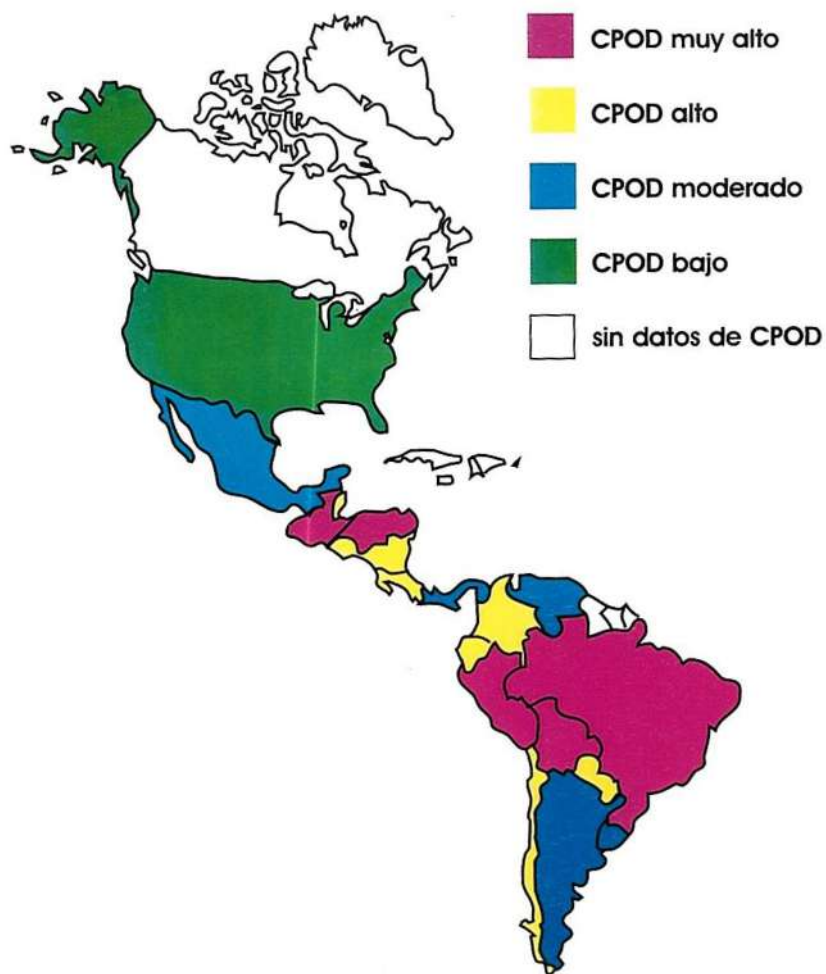 CPOD muy alto
CPOD alto
CPOD moderado
CPOD bajo
sin datos de CPOD